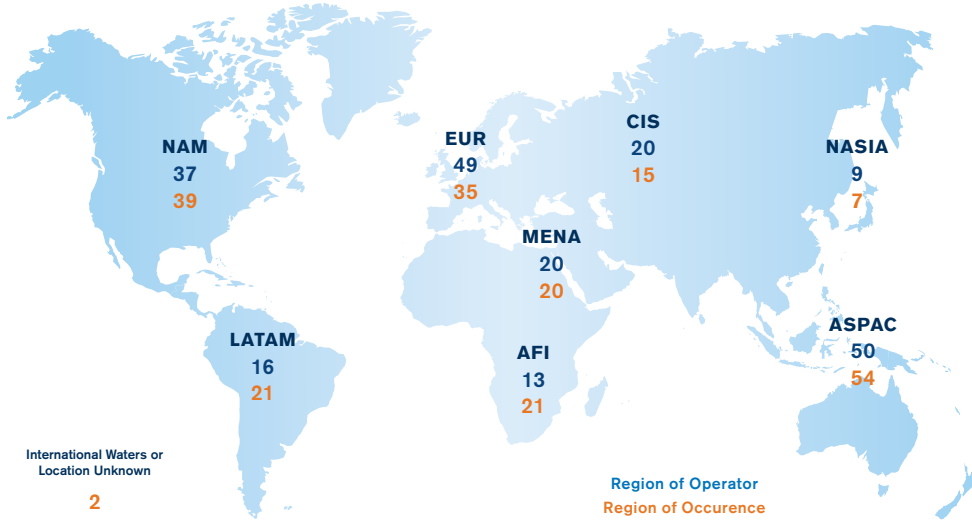 NAM
37
39
EUR
49
35
CIS
20
15
NASIA
9
7
MENA
20
20
LATAM
16
21
AFI
13
21
ASPAC
50
54
International Waters or
Location Unknown
2
Region of Operator
Region of Occurence